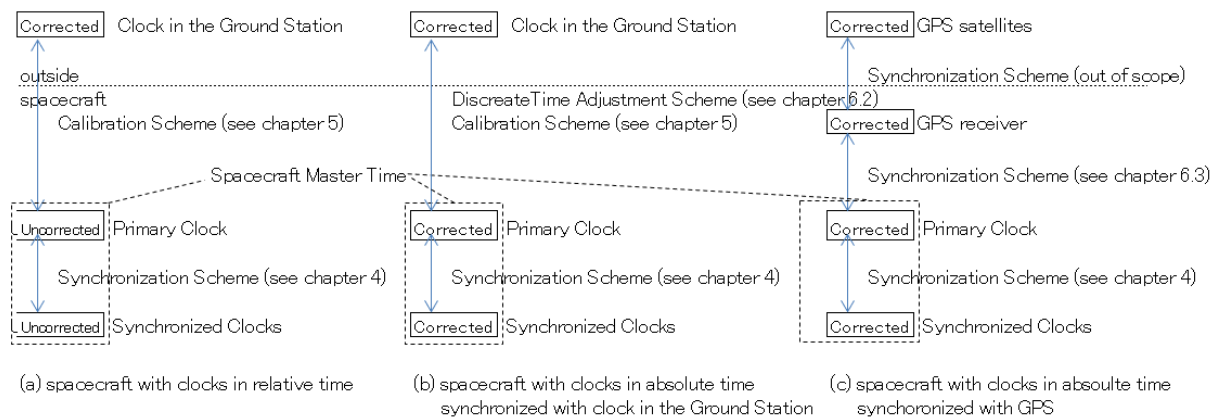 Corrected Clock in the Ground Station
outside
spacecraft
Calibration Scheme (see chapter 5)
Uncorrected Primary Clock
Synchronization Scheme (see chapter 4)
Uncorrected Synchronized Clocks
(a) spacecraft with clocks in relative time
Spacecraft Master Time
Corrected Clock in the Ground Station
DiscreateTime Adjustment Scheme (see chapter 6.2)
Calibration Scheme (see chapter 5)
Corrected Primary Clock
Synchronization Scheme (see chapter 4)
Corrected Synchronized Clocks
(b) spacecraft with clocks in absolute time
synchronized with clock in the Ground Station
Corrected GPS satellites
Synchronization Scheme (out of scope)
Corrected GPS receiver
Synchronization Scheme (see chapter 6.3)
Corrected Primary Clock
Synchronization Scheme (see chapter 4)
Corrected Synchronized Clocks
(c) spacecraft with clocks in absoulte time
synchoronized with GPS